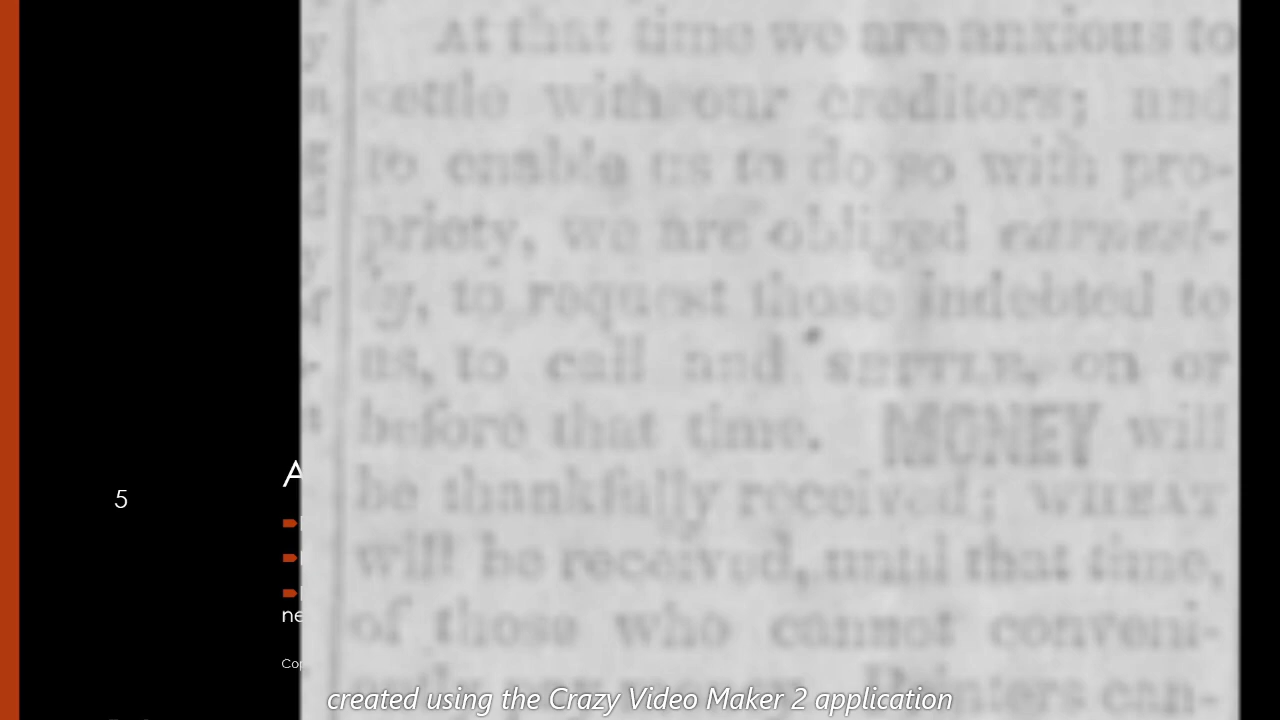 At that time we are anxious to
settle with our creditors; and
to enable us to do so with pro-
priety, we are obliged earnest-
ly, to request those indebted to
us, to call and SETTLE, on or
before that time. MONEY will
be thankfully received; WHEAT
will be received, until that time,
of those who cannot conveni-
Printers can-
5
A
ne
Cop
created using the Crazy Video Maker 2 application